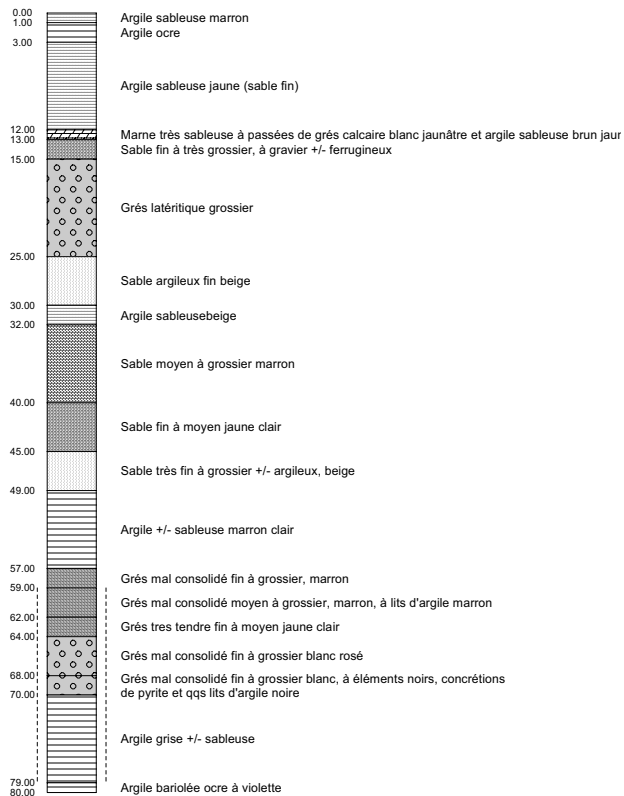 0.00
Argile sableuse marron
1.00
Argile ocre
3.00
Argile sableuse jaune (sable fin)
12.00
Marne très sableuse à passées de grés calcaire blanc jaunâtre et argile sableuse brun jaur
13.00
Sable fin à très grossier, à gravier +/- ferrugineux
15.00
Grés latéritique grossier
25.00
Sable argileux fin beige
30.00
Argile sableusebeige
32.00
Sable moyen à grossier marron
40.00
Sable fin à moyen jaune clair
45.00
Sable très fin à grossier +/- argileux, beige
49.00
Argile +/- sableuse marron clair
57.00
Grés mal consolidé fin à grossier, marron
59.00
Grés mal consolidé moyen à grossier, marron, à lits d'argile marron
62.00
Grés tres tendre fin à moyen jaune clair
64.00
Grés mal consolidé fin à grossier blanc rosé
68.00
Grés mal consolidé fin à grossier blanc, à éléments noirs, concrétions
de pyrite et qqs lits d'argile noire
70.00
Argile grise +/- sableuse
79.00
Argile bariolée ocre à violette
80.00